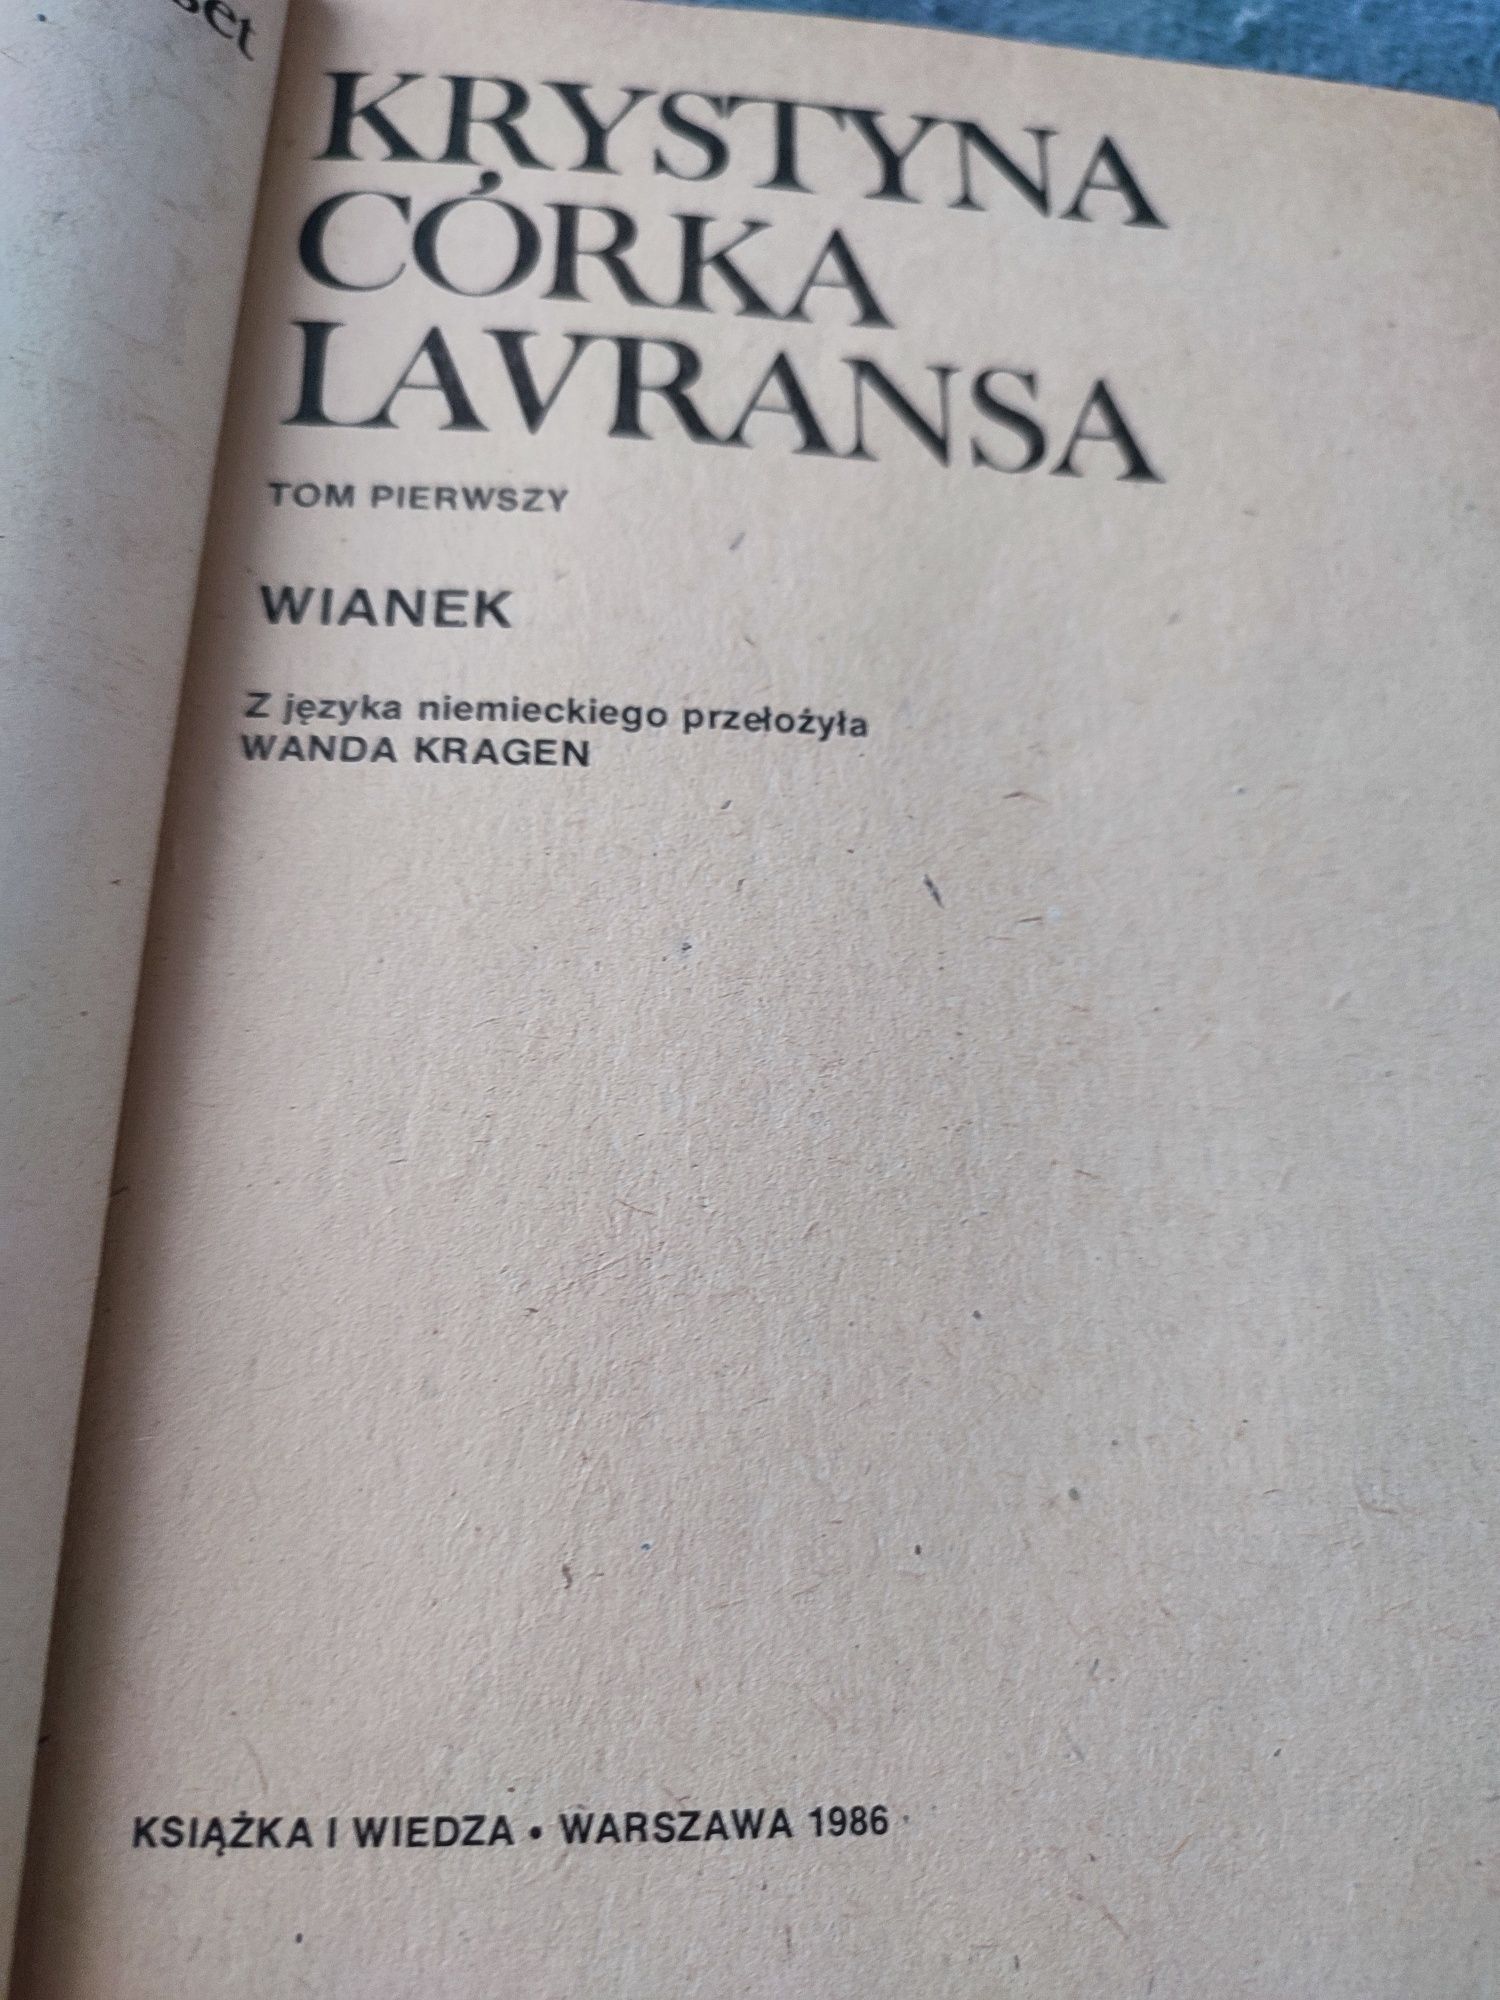 KRYSTYNA
CÓRKA
LAVRANSA
TOM PIERWSZY
WIANEK
Z języka niemieckiego przełożyła
WANDA KRAGEN
KSIĄŻKA I WIEDZA • WARSZAWA 1986